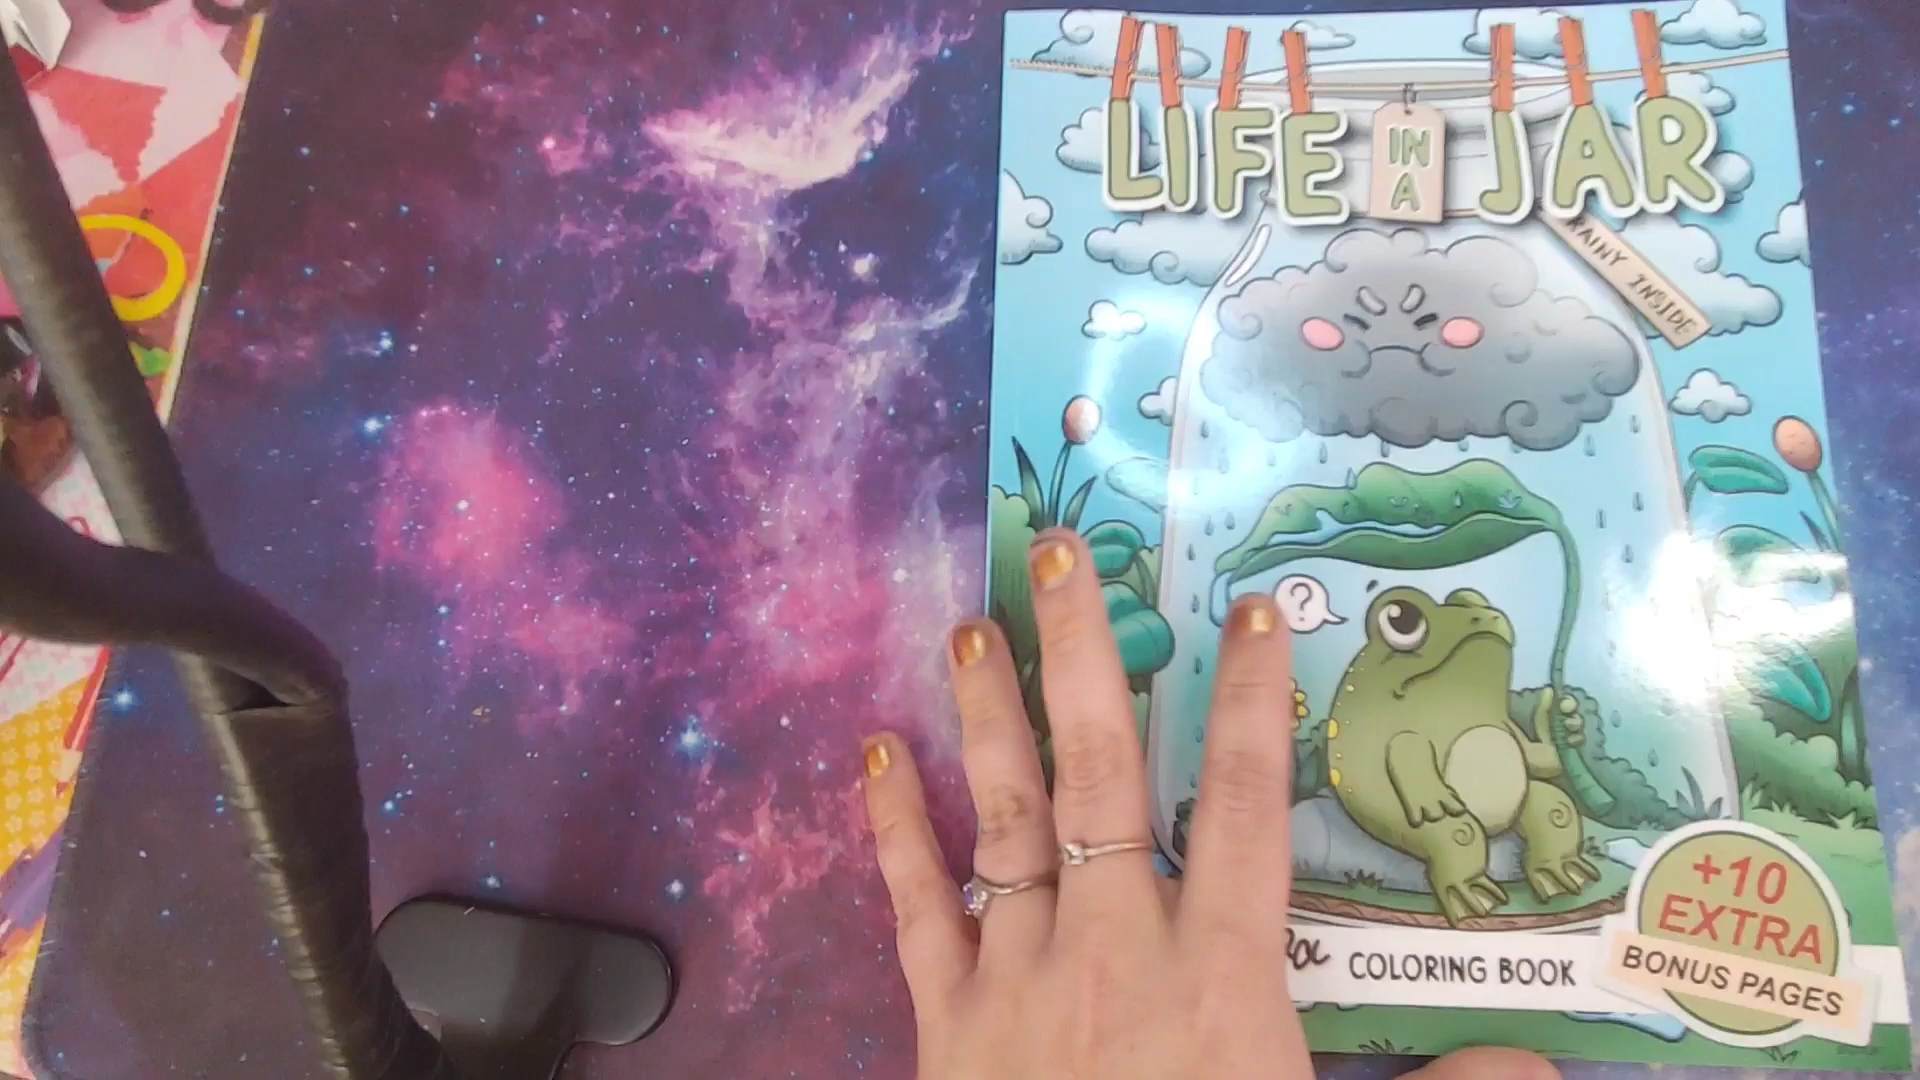 LIFE IN A JAR
RAINY INSIDE
?
COLORING BOOK
+10
EXTRA
BONUS PAGES